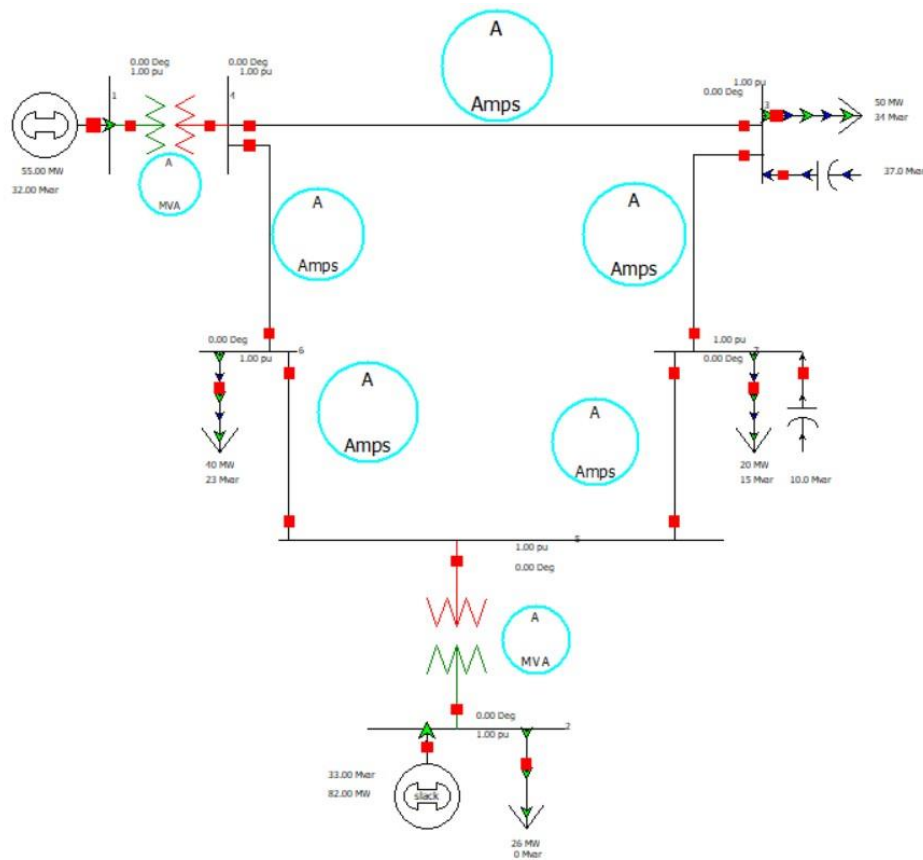 A
Amps
0.00 Deg
1.00 pu
0.00 Deg
1.00 pu
1
4
1.00 pu
0.00 Deg
3
50 MW
34 Mvar
55.00 MW
32.00 Mvar
A
MVA
37.0 Mvar
A
Amps
A
Amps
0.00 Deg
1.00 pu
6
1.00 pu
0.00 Deg
A
Amps
A
Amps
40 MW
23 Mvar
20 MW
15 Mvar
10.0 Mvar
1.00 pu
5
0.00 Deg
A
MVA
0.00 Deg
1.00 pu
2
33.00 Mvar
82.00 MW
slack
26 MW
0 Mvar